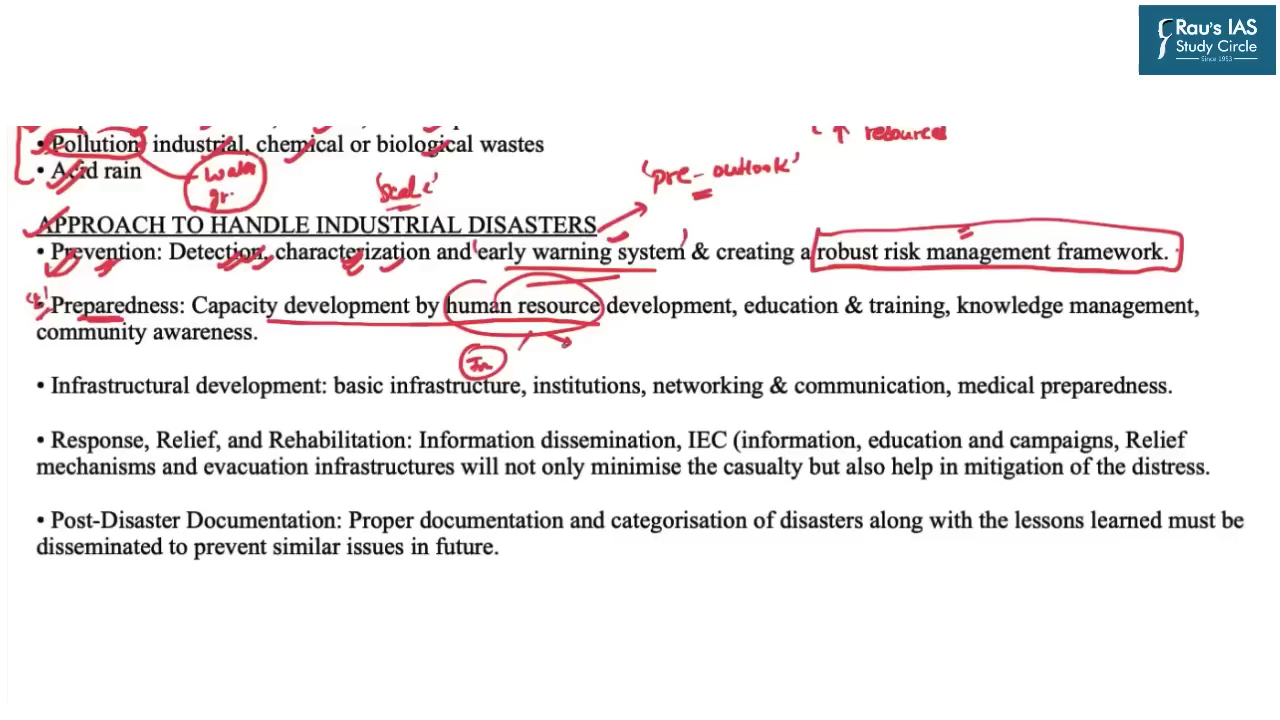 Rau's IAS
Study Circle
Since 1953
↑ resources
• Pollution: industrial, chemical or biological wastes
• Acid rain
water
gr.
'scale'
'pre-outlook'
APPROACH TO HANDLE INDUSTRIAL DISASTERS
• Prevention: Detection, characterization and 'early warning system' & creating a robust risk management framework.
• Preparedness: Capacity development by human resource development, education & training, knowledge management,
community awareness.
• Infrastructural development: basic infrastructure, institutions, networking & communication, medical preparedness.
• Response, Relief, and Rehabilitation: Information dissemination, IEC (information, education and campaigns, Relief
mechanisms and evacuation infrastructures will not only minimise the casualty but also help in mitigation of the distress.
• Post-Disaster Documentation: Proper documentation and categorisation of disasters along with the lessons learned must be
disseminated to prevent similar issues in future.